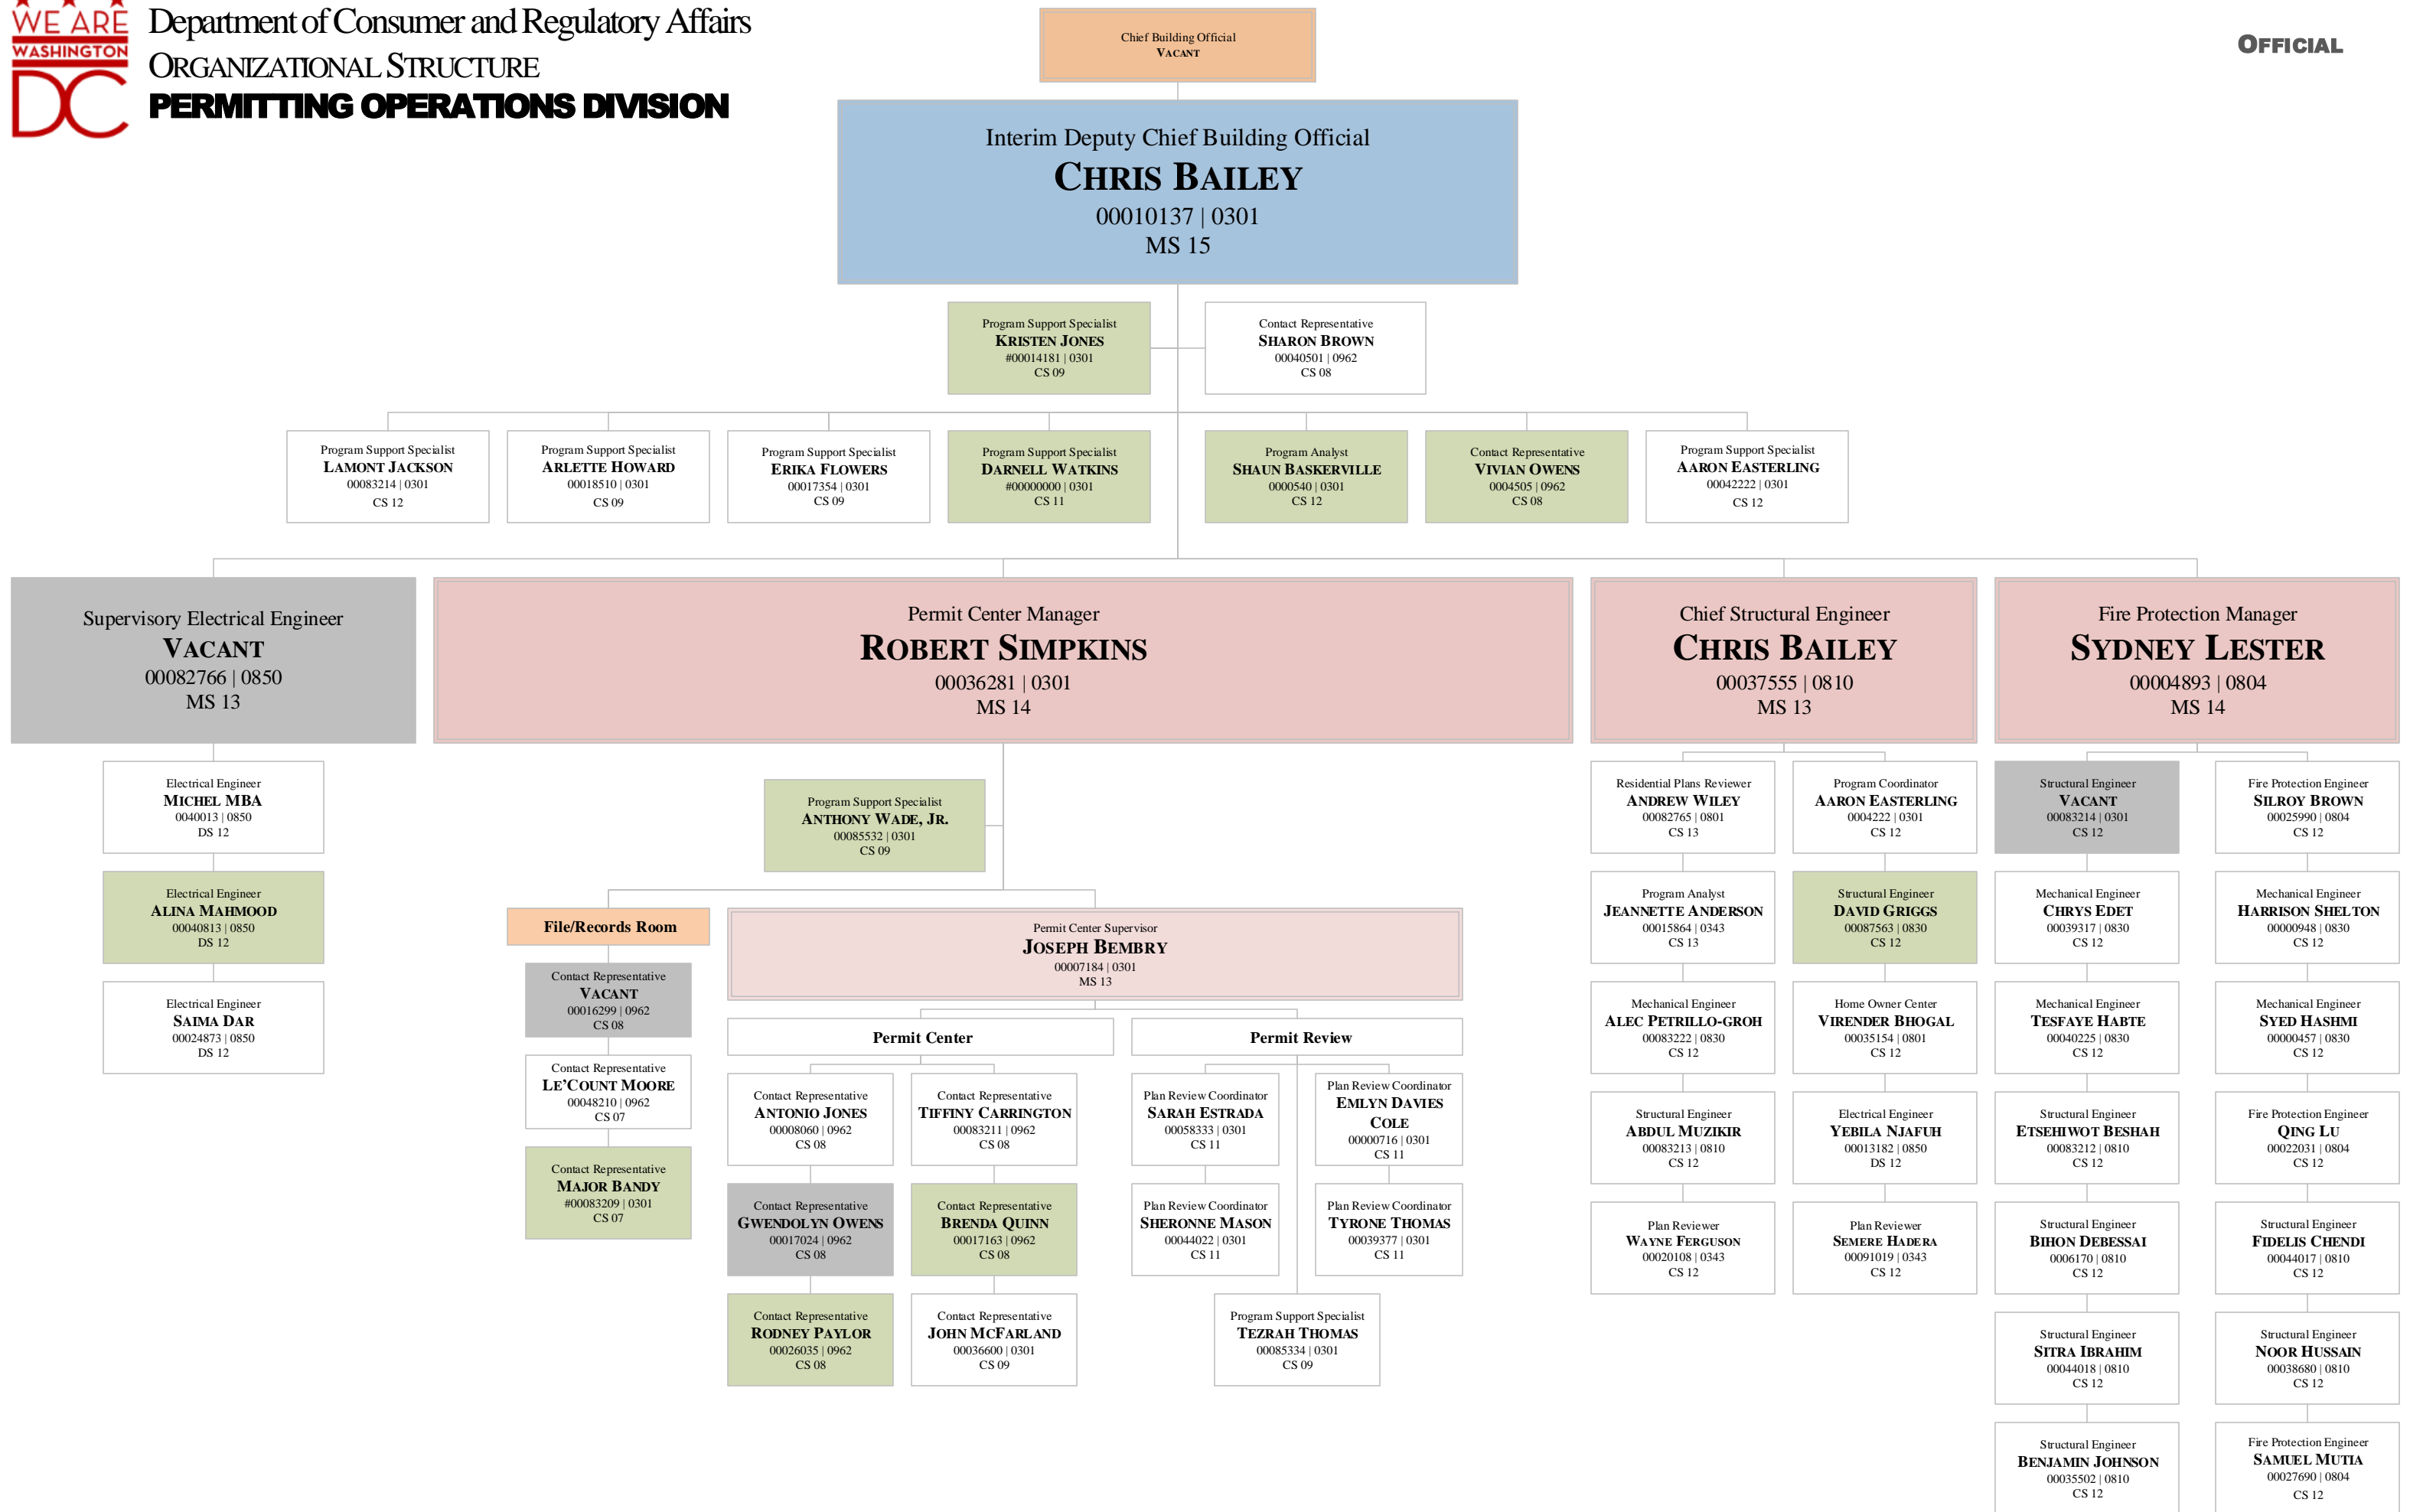 WE ARE
WASHINGTON
DC
Department of Consumer and Regulatory Affairs
ORGANIZATIONAL STRUCTURE
PERMITTING OPERATIONS DIVISION
OFFICIAL
Chief Building Official
VACANT
Interim Deputy Chief Building Official
CHRIS BAILEY
00010137 | 0301
MS 15
Program Support Specialist
KRISTEN JONES
#00014181 | 0301
CS 09
Contact Representative
SHARON BROWN
00040501 | 0962
CS 08
Program Support Specialist
LAMONT JACKSON
00083214 | 0301
CS 12
Program Support Specialist
ARLETTE HOWARD
00018510 | 0301
CS 09
Program Support Specialist
ERIKA FLOWERS
00017354 | 0301
CS 09
Program Support Specialist
DARNELL WATKINS
#00000000 | 0301
CS 11
Program Analyst
SHAUN BASKERVILLE
0000540 | 0301
CS 12
Contact Representative
VIVIAN OWENS
0004505 | 0962
CS 08
Program Support Specialist
AARON EASTERLING
00042222 | 0301
CS 12
Supervisory Electrical Engineer
VACANT
00082766 | 0850
MS 13
Permit Center Manager
ROBERT SIMPKINS
00036281 | 0301
MS 14
Chief Structural Engineer
CHRIS BAILEY
00037555 | 0810
MS 13
Fire Protection Manager
SYDNEY LESTER
00004893 | 0804
MS 14
Electrical Engineer
MICHEL MBA
0040013 | 0850
DS 12
Electrical Engineer
ALINA MAHMOOD
00040813 | 0850
DS 12
Electrical Engineer
SAIMA DAR
00024873 | 0850
DS 12
Program Support Specialist
ANTHONY WADE, JR.
00085532 | 0301
CS 09
File/Records Room
Contact Representative
VACANT
00016299 | 0962
CS 08
Contact Representative
LE’COUNT MOORE
00048210 | 0962
CS 07
Contact Representative
MAJOR BANDY
#00083209 | 0301
CS 07
Permit Center Supervisor
JOSEPH BEMBRY
00007184 | 0301
MS 13
Permit Center
Contact Representative
ANTONIO JONES
00008060 | 0962
CS 08
Contact Representative
GWENDOLYN OWENS
00017024 | 0962
CS 08
Contact Representative
RODNEY PAYLOR
00026035 | 0962
CS 08
Contact Representative
TIFFINY CARRINGTON
00083211 | 0962
CS 08
Contact Representative
BRENDA QUINN
00017163 | 0962
CS 08
Contact Representative
JOHN MCFARLAND
00036600 | 0301
CS 09
Permit Review
Plan Review Coordinator
SARAH ESTRADA
00058333 | 0301
CS 11
Plan Review Coordinator
SHERONNE MASON
00044022 | 0301
CS 11
Plan Review Coordinator
EMLYN DAVIES
COLE
00000716 | 0301
CS 11
Plan Review Coordinator
TYRONE THOMAS
00039377 | 0301
CS 11
Program Support Specialist
TEZRAH THOMAS
00085334 | 0301
CS 09
Residential Plans Reviewer
ANDREW WILEY
00082765 | 0801
CS 13
Program Analyst
JEANNETTE ANDERSON
00015864 | 0343
CS 13
Mechanical Engineer
ALEC PETRILLO-GROH
00083222 | 0830
CS 12
Structural Engineer
ABDUL MUZIKIR
00083213 | 0810
CS 12
Plan Reviewer
WAYNE FERGUSON
00020108 | 0343
CS 12
Program Coordinator
AARON EASTERLING
0004222 | 0301
CS 12
Structural Engineer
DAVID GRIGGS
00087563 | 0830
CS 12
Home Owner Center
VIRENDER BHOGAL
00035154 | 0801
CS 12
Electrical Engineer
YEBILA NJAFUH
00013182 | 0850
DS 12
Plan Reviewer
SEMERE HADERA
00091019 | 0343
CS 12
Structural Engineer
VACANT
00083214 | 0301
CS 12
Mechanical Engineer
CHRYS EDET
00039317 | 0830
CS 12
Mechanical Engineer
TESFAYE HABTE
00040225 | 0830
CS 12
Structural Engineer
ETSEHIWOT BESHAH
00083212 | 0810
CS 12
Structural Engineer
BIHON DEBESSAI
0006170 | 0810
CS 12
Structural Engineer
SITRA IBRAHIM
00044018 | 0810
CS 12
Structural Engineer
BENJAMIN JOHNSON
00035502 | 0810
CS 12
Fire Protection Engineer
SILROY BROWN
00025990 | 0804
CS 12
Mechanical Engineer
HARRISON SHELTON
00000948 | 0830
CS 12
Mechanical Engineer
SYED HASHMI
00000457 | 0830
CS 12
Fire Protection Engineer
QING LU
00022031 | 0804
CS 12
Structural Engineer
FIDELIS CHENDI
00044017 | 0810
CS 12
Structural Engineer
NOOR HUSSAIN
00038680 | 0810
CS 12
Fire Protection Engineer
SAMUEL MUTIA
00027690 | 0804
CS 12